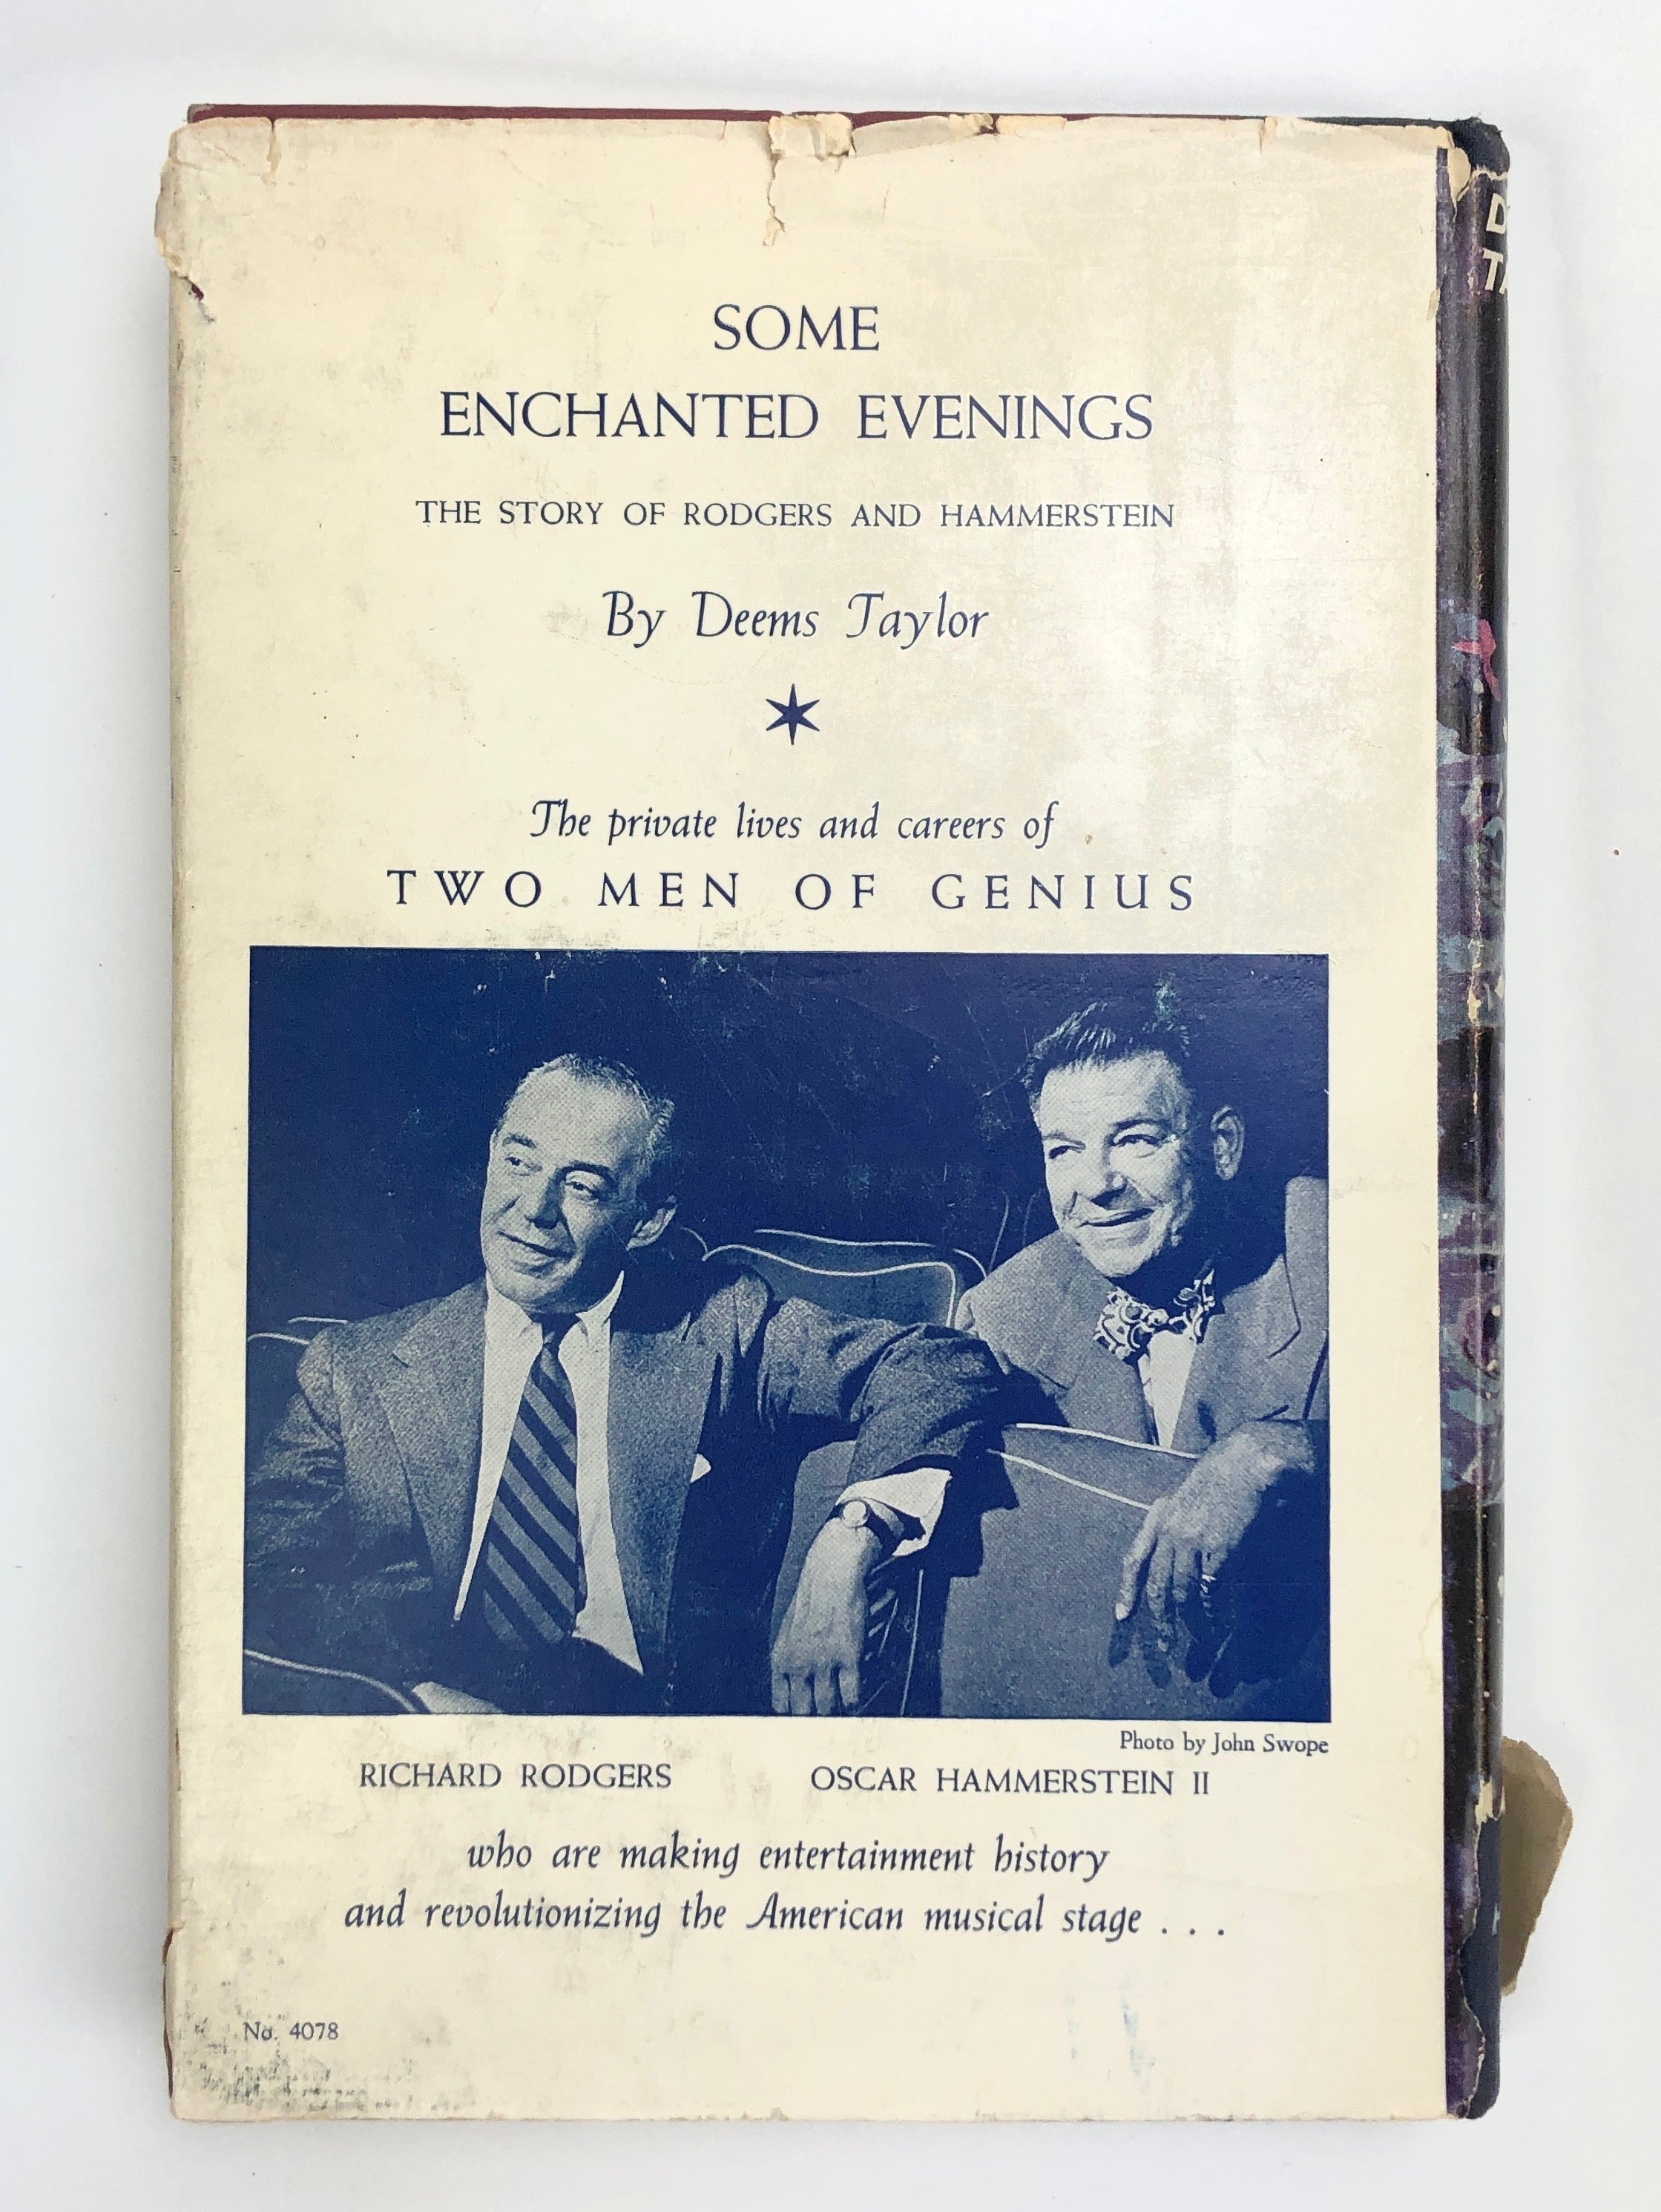 SOME
ENCHANTED EVENINGS
THE STORY OF RODGERS AND HAMMERSTEIN
By Deems Taylor
The private lives and careers of
TWO MEN OF GENIUS
Photo by John Swope
RICHARD RODGERS OSCAR HAMMERSTEIN II
who are making entertainment history
and revolutionizing the American musical stage . . .
No. 4078